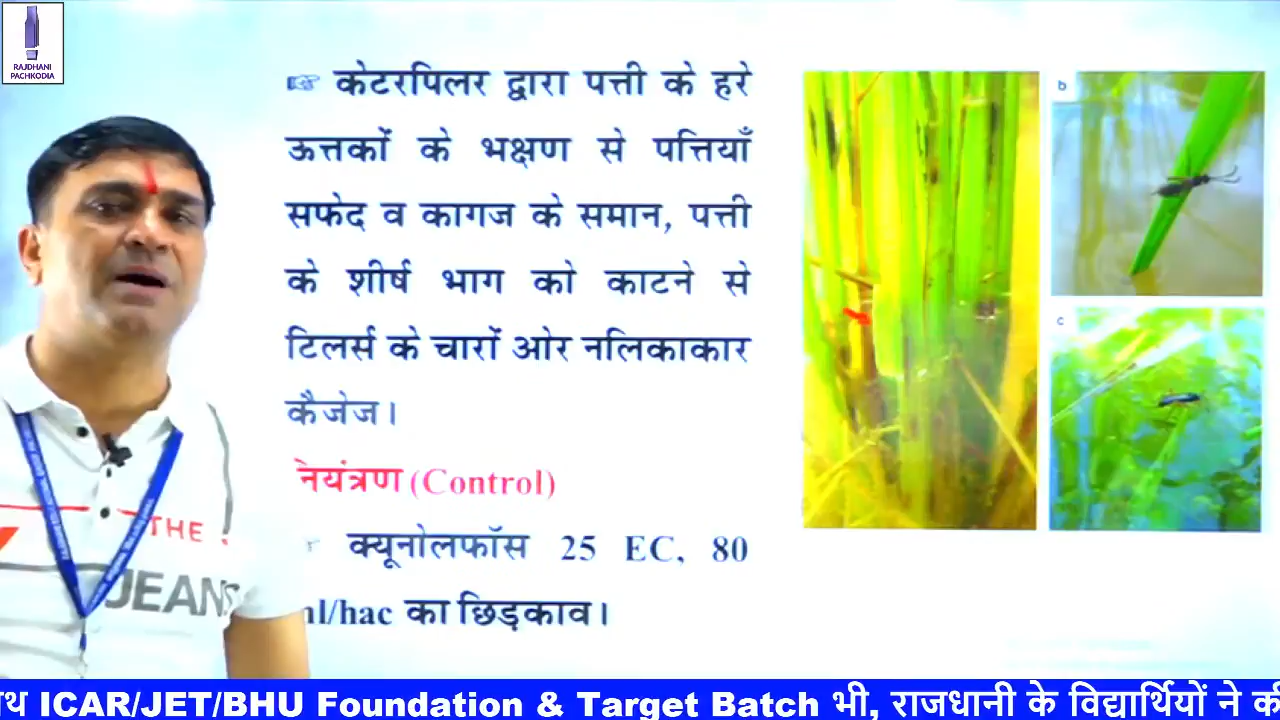 RAJDHANI
PACHKODIA
☞ केटरपिलर द्वारा पत्ती के हरे
ऊत्तकों के भक्षण से पत्तियाँ
सफेद व कागज के समान, पत्ती
के शीर्ष भाग को काटने से
टिलर्स के चारों ओर नलिकाकार
कैजेज।
नियंत्रण (Control)
क्यूनोलफॉस 25 EC, 80
ml/hac का छिड़काव।
b
c
THE
JEANS
ICAR/JET/BHU Foundation & Target Batch भी, राजधानी के विद्यार्थियों ने